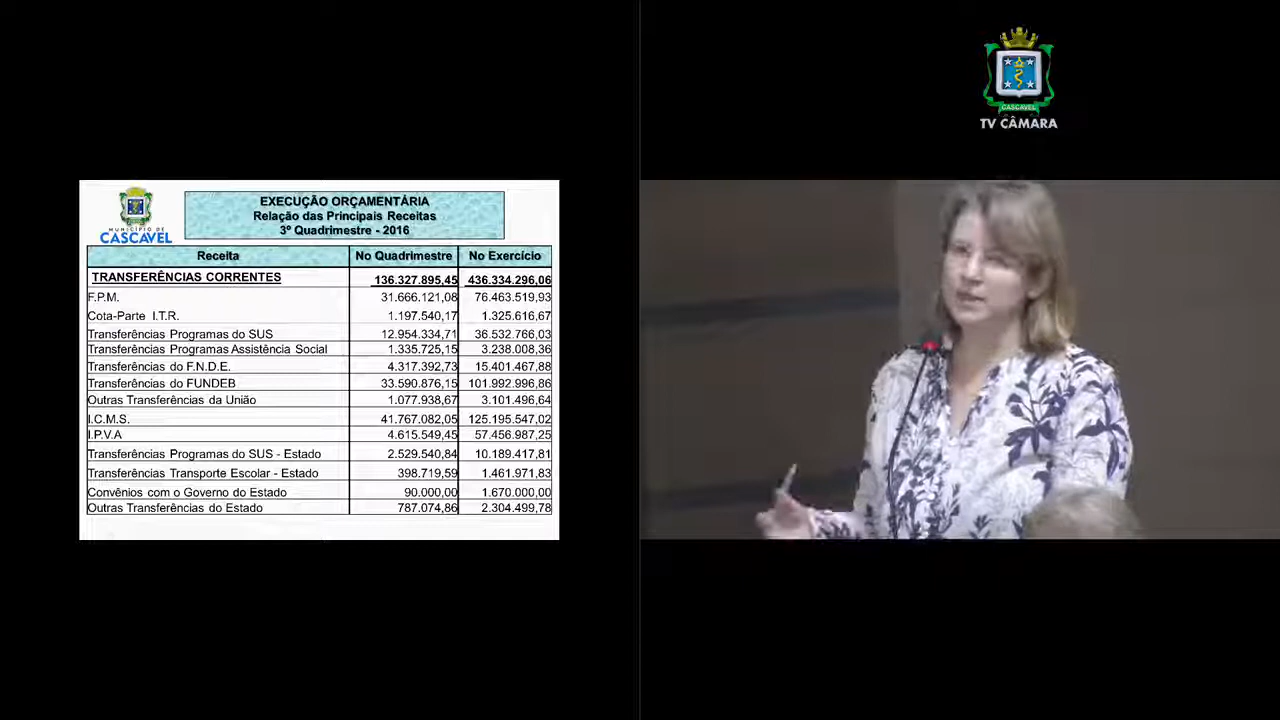 MUNICÍPIO DE
CASCAVEL
EXECUÇÃO ORÇAMENTÁRIA
Relação das Principais Receitas
3º Quadrimestre - 2016
Receita No Quadrimestre No Exercício
TRANSFERÊNCIAS CORRENTES 136.327.895,45 436.334.296,06
F.P.M. 31.666.121,08 76.463.519,93
Cota-Parte I.T.R. 1.197.540,17 1.325.616,67
Transferências Programas do SUS 12.954.334,71 36.532.766,03
Transferências Programas Assistência Social 1.335.725,15 3.238.008,36
Transferências do F.N.D.E. 4.317.392,73 15.401.467,88
Transferências do FUNDEB 33.590.876,15 101.992.996,86
Outras Transferências da União 1.077.938,67 3.101.496,64
I.C.M.S. 41.767.082,05 125.195.547,02
I.P.V.A 4.615.549,45 57.456.987,25
Transferências Programas do SUS - Estado 2.529.540,84 10.189.417,81
Transferências Transporte Escolar - Estado 398.719,59 1.461.971,83
Convênios com o Governo do Estado 90.000,00 1.670.000,00
Outras Transferências do Estado 787.074,86 2.304.499,78
CASCAVEL
TV CÂMARA